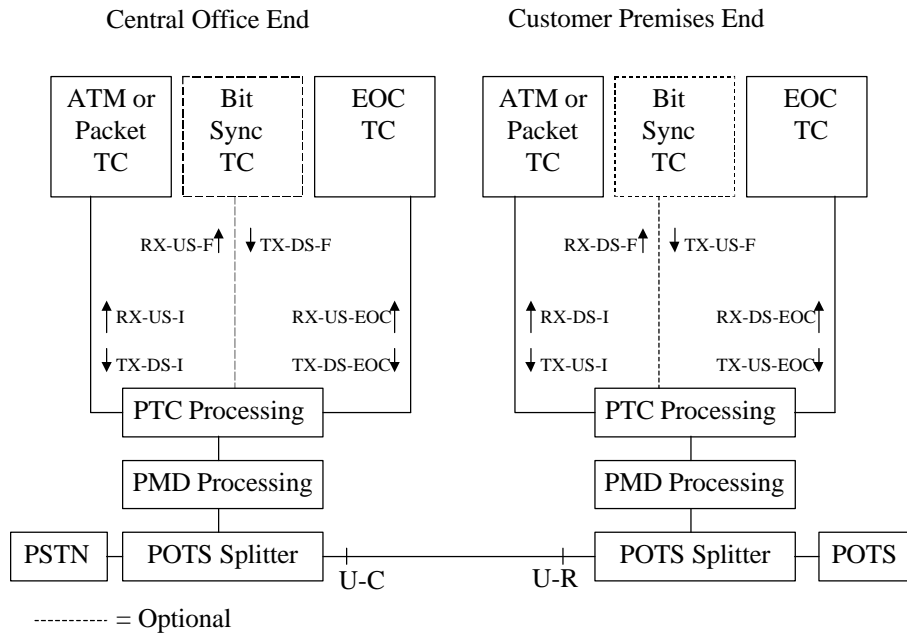 Central Office End
Customer Premises End
ATM or
Packet
TC
Bit
Sync
TC
EOC
TC
ATM or
Packet
TC
Bit
Sync
TC
EOC
TC
RX-US-F
TX-DS-F
RX-DS-F
TX-US-F
RX-US-I
RX-US-EOC
RX-DS-I
RX-DS-EOC
TX-DS-I
TX-DS-EOC
TX-US-I
TX-US-EOC
PTC Processing
PTC Processing
PMD Processing
PMD Processing
PSTN
POTS Splitter
U-C
U-R
POTS Splitter
POTS
= Optional